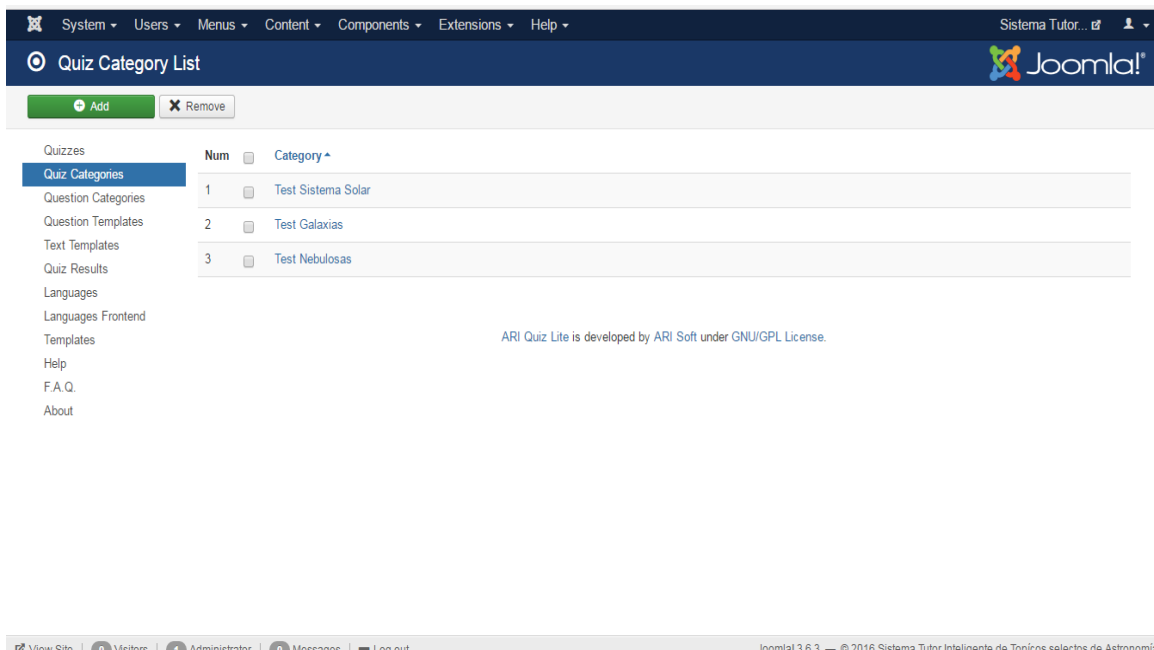 System Users Menus Content Components Extensions Help Sistema Tutor...
Quiz Category List Joomla!®
Add Remove
Quizzes
Quiz Categories
Question Categories
Question Templates
Text Templates
Quiz Results
Languages
Languages Frontend
Templates
Help
F.A.Q.
About
Num Category
1 Test Sistema Solar
2 Test Galaxias
3 Test Nebulosas
ARI Quiz Lite is developed by ARI Soft under GNU/GPL License.
View Site Visitors Administrator Messages Log out Joomla! 3.6.3 — © 2016 Sistema Tutor Inteligente de Tonícos selectos de Astronomí